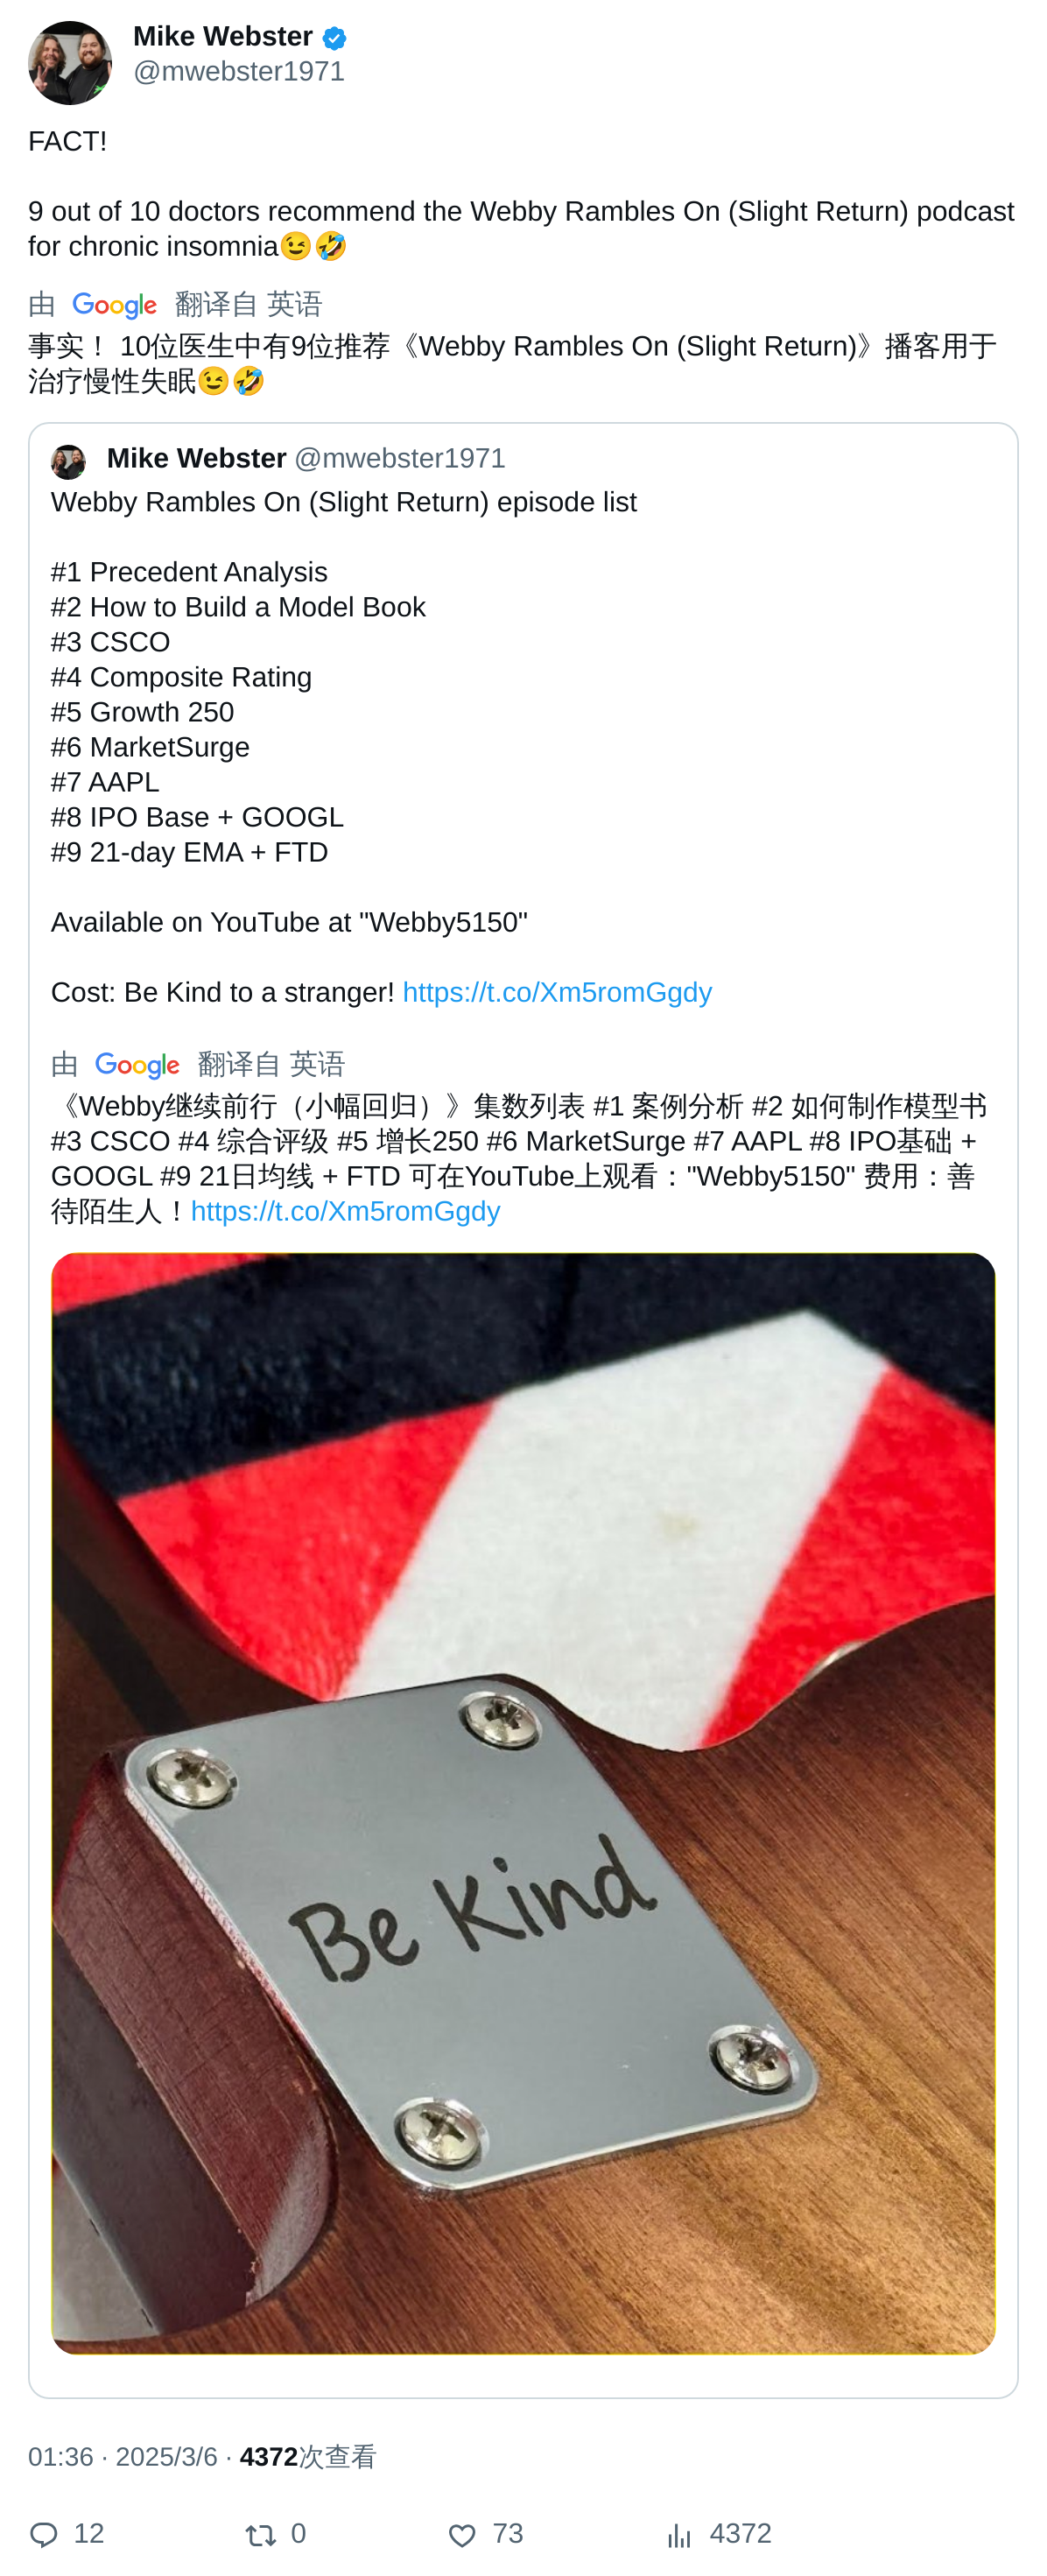 Mike Webster
@mwebster1971
FACT!
9 out of 10 doctors recommend the Webby Rambles On (Slight Return) podcast
for chronic insomnia😉🤣
由 Google 翻译自 英语
事实！ 10位医生中有9位推荐《Webby Rambles On (Slight Return)》播客用于
治疗慢性失眠😉🤣
Mike Webster @mwebster1971
Webby Rambles On (Slight Return) episode list
#1 Precedent Analysis
#2 How to Build a Model Book
#3 CSCO
#4 Composite Rating
#5 Growth 250
#6 MarketSurge
#7 AAPL
#8 IPO Base + GOOGL
#9 21-day EMA + FTD
Available on YouTube at "Webby5150"
Cost: Be Kind to a stranger! https://t.co/Xm5romGgdy
由 Google 翻译自 英语
《Webby继续前行（小幅回归）》集数列表 #1 案例分析 #2 如何制作模型书
#3 CSCO #4 综合评级 #5 增长250 #6 MarketSurge #7 AAPL #8 IPO基础 +
GOOGL #9 21日均线 + FTD 可在YouTube上观看："Webby5150" 费用：善
待陌生人！https://t.co/Xm5romGgdy
Be Kind
01:36 · 2025/3/6 · 4372次查看
12 0 73 4372